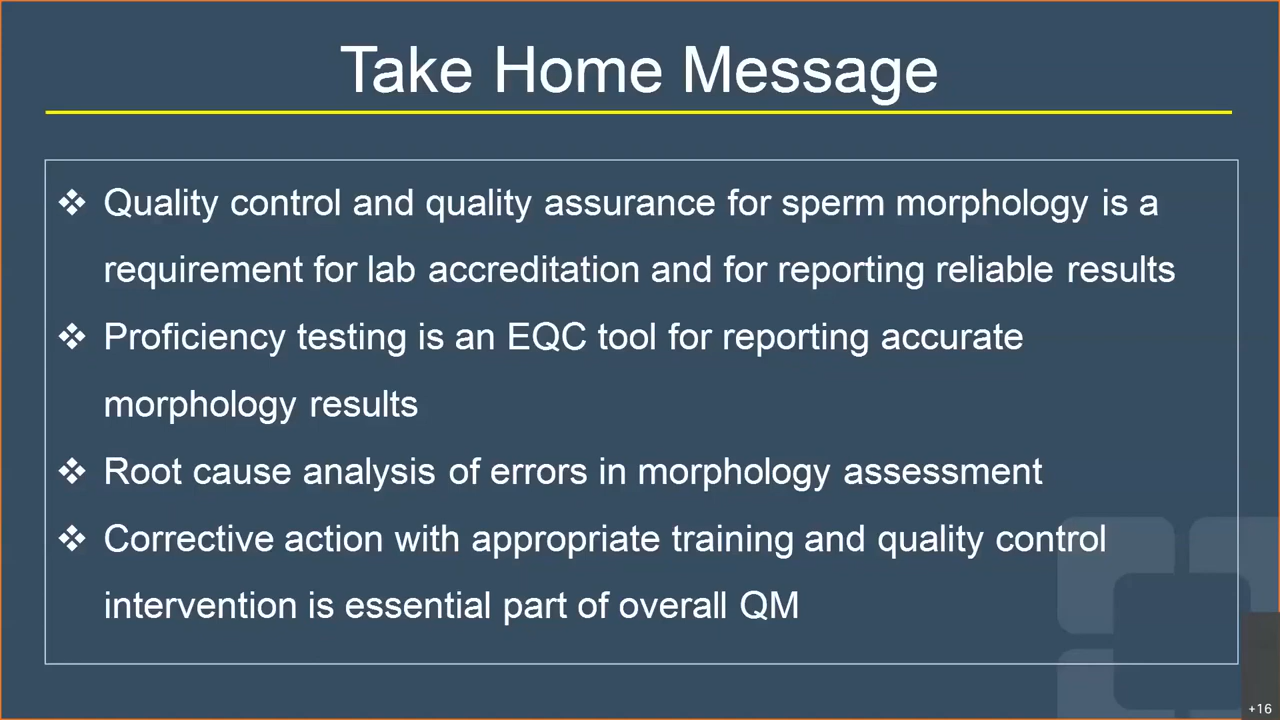 Take Home Message
❖ Quality control and quality assurance for sperm morphology is a
requirement for lab accreditation and for reporting reliable results
❖ Proficiency testing is an EQC tool for reporting accurate
morphology results
❖ Root cause analysis of errors in morphology assessment
❖ Corrective action with appropriate training and quality control
intervention is essential part of overall QM
+16